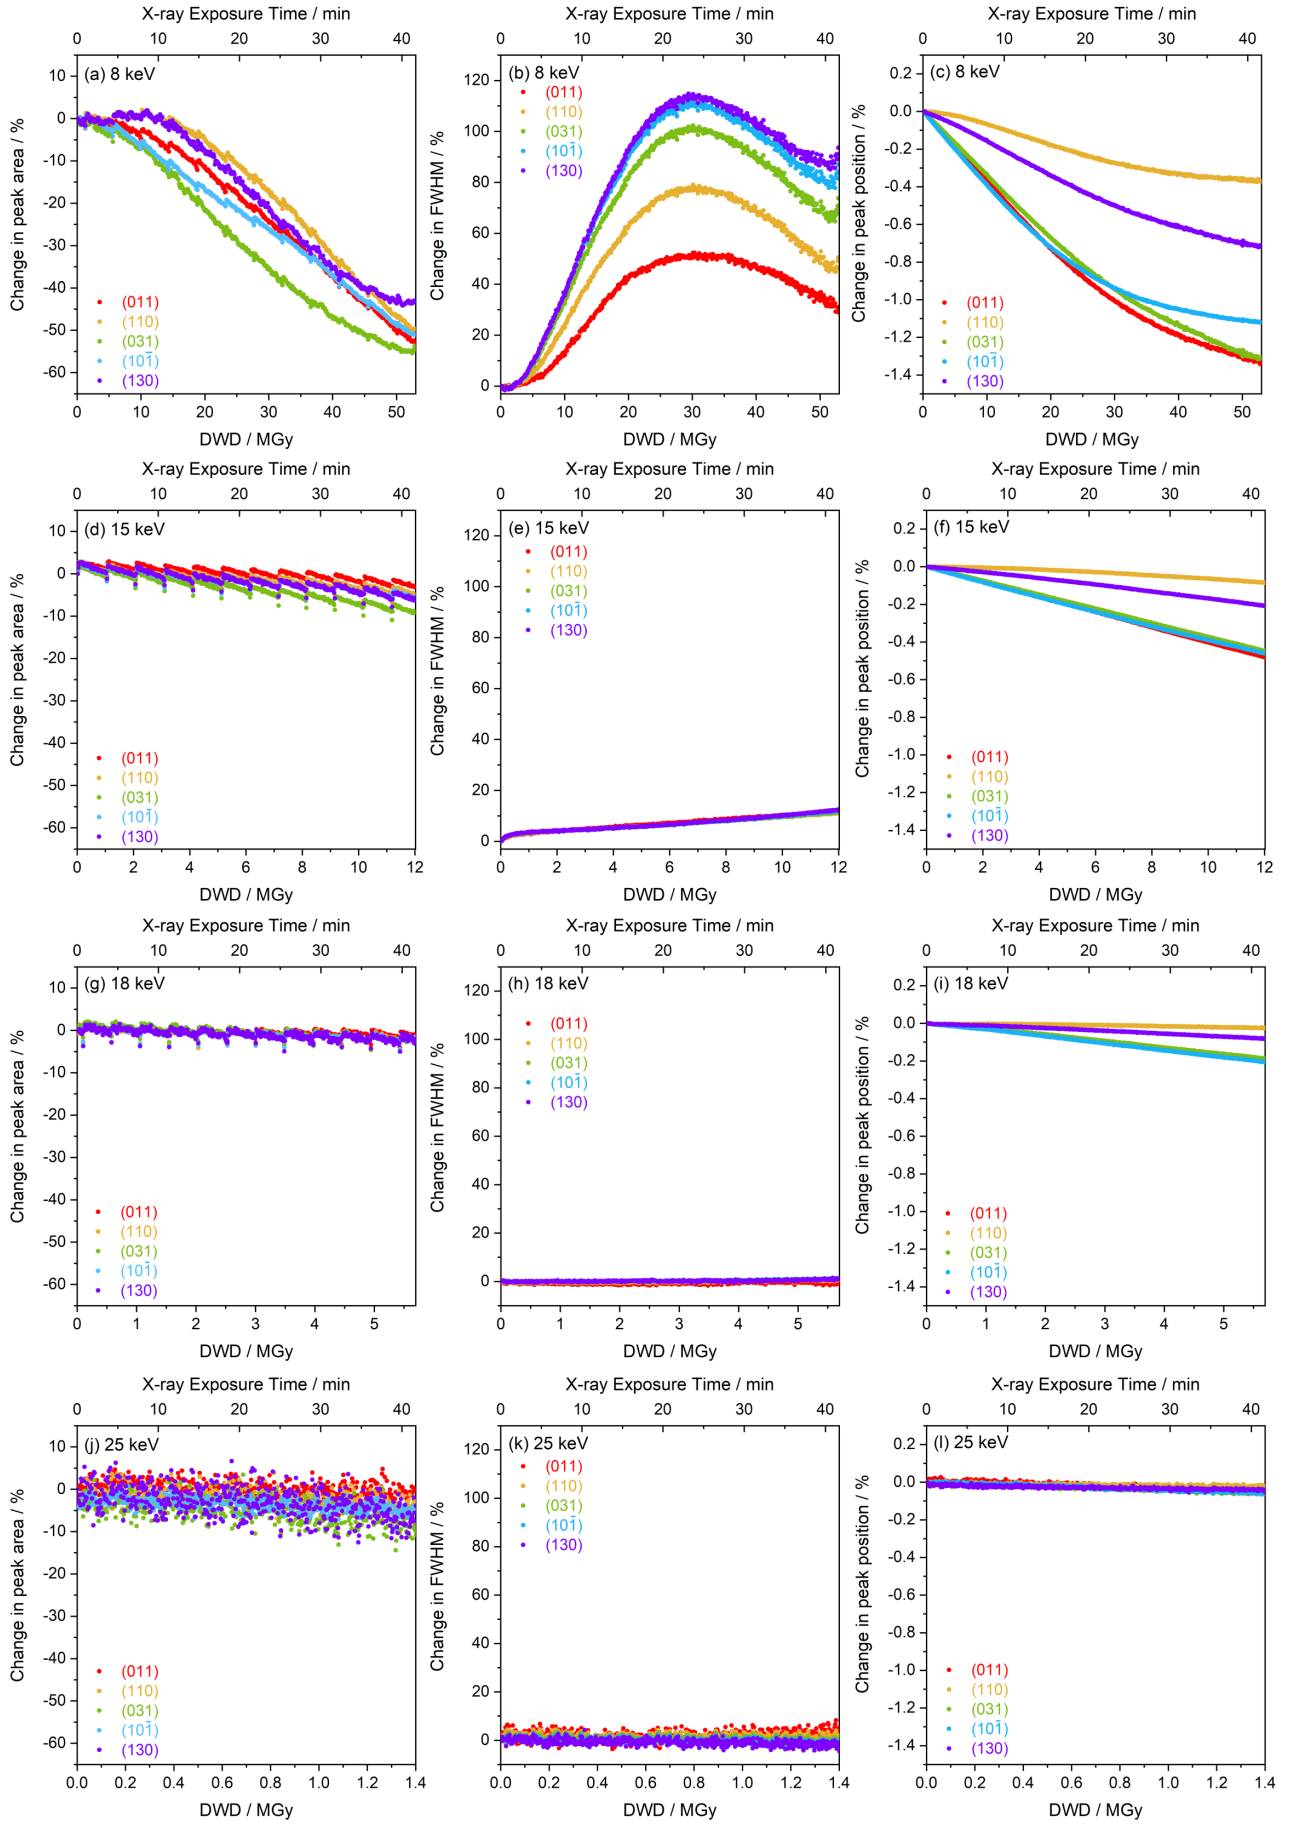 X-ray Exposure Time / min
X-ray Exposure Time / min
X-ray Exposure Time / min
0 10 20 30 40
0 10 20 30 40
0 10 20 30 40
(a) 8 keV
10
0
-10
-20
-30
-40
-50
-60
Change in peak area / %
(011)
(110)
(031)
(101̅)
(130)
0 10 20 30 40 50
DWD / MGy
(b) 8 keV
(011)
(110)
(031)
(101̅)
(130)
120
100
80
60
40
20
0
Change in FWHM / %
0 10 20 30 40 50
DWD / MGy
(c) 8 keV
0.2
0.0
-0.2
-0.4
-0.6
-0.8
-1.0
-1.2
-1.4
Change in peak position / %
(011)
(110)
(031)
(101̅)
(130)
0 10 20 30 40 50
DWD / MGy
X-ray Exposure Time / min
X-ray Exposure Time / min
X-ray Exposure Time / min
0 10 20 30 40
0 10 20 30 40
0 10 20 30 40
(d) 15 keV
10
0
-10
-20
-30
-40
-50
-60
Change in peak area / %
(011)
(110)
(031)
(101̅)
(130)
0 2 4 6 8 10 12
DWD / MGy
(e) 15 keV
(011)
(110)
(031)
(101̅)
(130)
120
100
80
60
40
20
0
Change in FWHM / %
0 2 4 6 8 10 12
DWD / MGy
(f) 15 keV
0.2
0.0
-0.2
-0.4
-0.6
-0.8
-1.0
-1.2
-1.4
Change in peak position / %
(011)
(110)
(031)
(101̅)
(130)
0 2 4 6 8 10 12
DWD / MGy
X-ray Exposure Time / min
X-ray Exposure Time / min
X-ray Exposure Time / min
0 10 20 30 40
0 10 20 30 40
0 10 20 30 40
(g) 18 keV
10
0
-10
-20
-30
-40
-50
-60
Change in peak area / %
(011)
(110)
(031)
(101̅)
(130)
0 1 2 3 4 5
DWD / MGy
(h) 18 keV
(011)
(110)
(031)
(101̅)
(130)
120
100
80
60
40
20
0
Change in FWHM / %
0 1 2 3 4 5
DWD / MGy
(i) 18 keV
0.2
0.0
-0.2
-0.4
-0.6
-0.8
-1.0
-1.2
-1.4
Change in peak position / %
(011)
(110)
(031)
(101̅)
(130)
0 1 2 3 4 5
DWD / MGy
X-ray Exposure Time / min
X-ray Exposure Time / min
X-ray Exposure Time / min
0 10 20 30 40
0 10 20 30 40
0 10 20 30 40
(j) 25 keV
10
0
-10
-20
-30
-40
-50
-60
Change in peak area / %
(011)
(110)
(031)
(101̅)
(130)
0.0 0.2 0.4 0.6 0.8 1.0 1.2 1.4
DWD / MGy
(k) 25 keV
(011)
(110)
(031)
(101̅)
(130)
120
100
80
60
40
20
0
Change in FWHM / %
0.0 0.2 0.4 0.6 0.8 1.0 1.2 1.4
DWD / MGy
(l) 25 keV
0.2
0.0
-0.2
-0.4
-0.6
-0.8
-1.0
-1.2
-1.4
Change in peak position / %
(011)
(110)
(031)
(101̅)
(130)
0.0 0.2 0.4 0.6 0.8 1.0 1.2 1.4
DWD / MGy